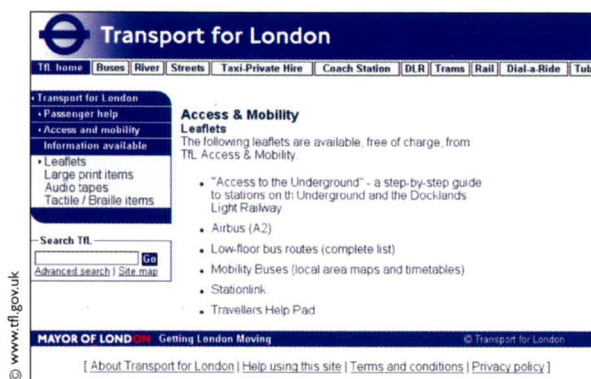 Transport for London
TfL home Buses River Streets Taxi-Private Hire Coach Station DLR Trams Rail Dial-a-Ride Tub
Transport for London
Passenger help
Access and mobility
Information available
Leaflets
Large print items
Audio tapes
Tactile / Braille items
Search TfL
Go
Advanced search | Site map
Access & Mobility
Leaflets
The following leaflets are available, free of charge, from
TfL Access & Mobility.
• "Access to the Underground" - a step-by-step guide
to stations on th Underground and the Docklands
Light Railway
• Airbus (A2)
• Low-floor bus routes (complete list)
• Mobility Buses (local area maps and timetables)
• Stationlink
• Travellers Help Pad
MAYOR OF LONDON Getting London Moving © Transport for London
[ About Transport for London | Help using this site | Terms and conditions | Privacy policy ]
© www.tfl.gov.uk